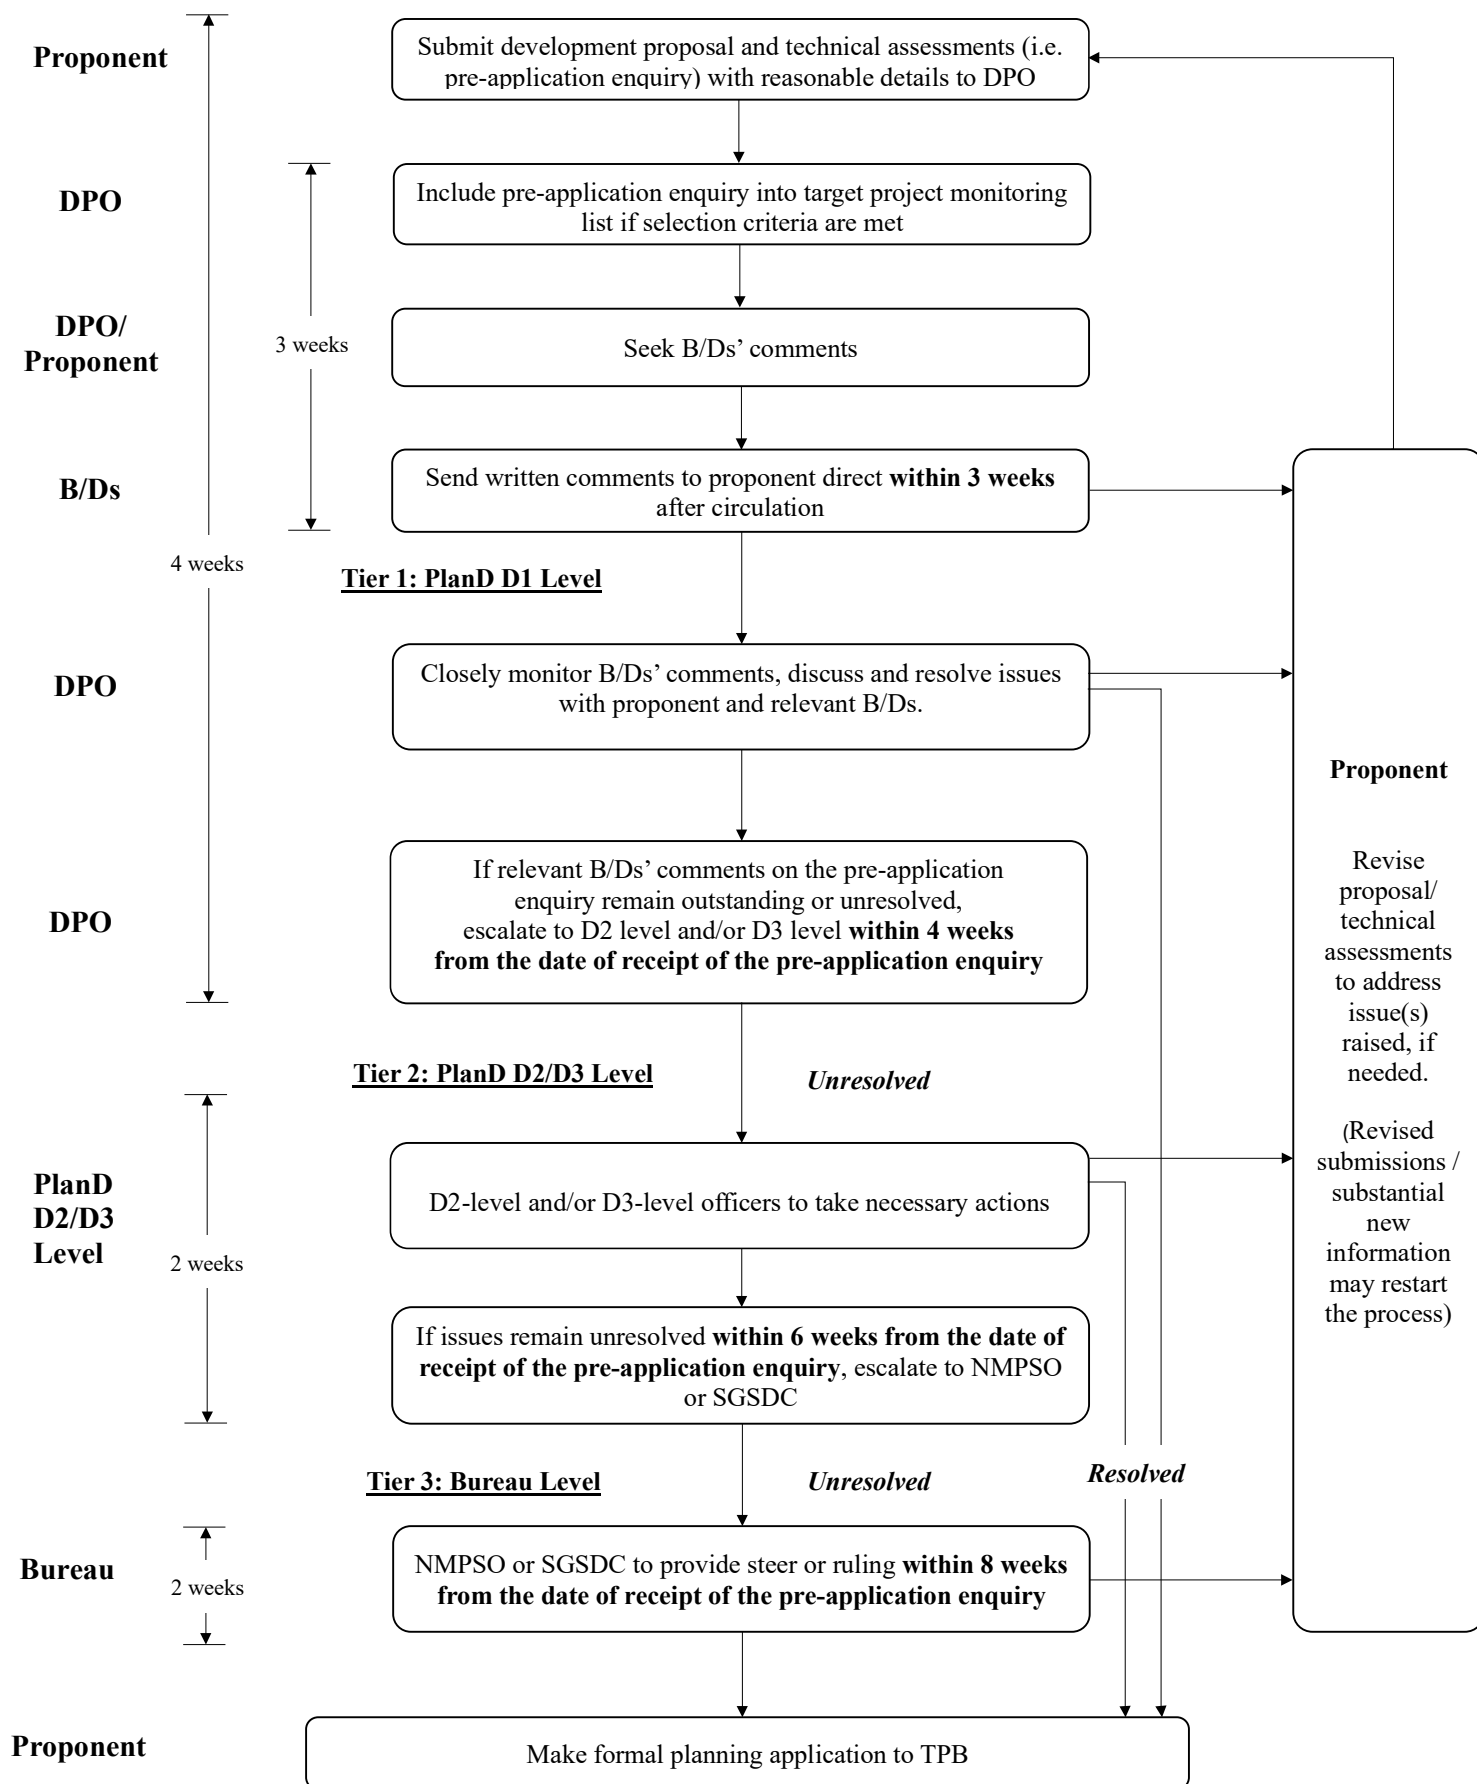 Proponent
Submit development proposal and technical assessments (i.e.
pre-application enquiry) with reasonable details to DPO
DPO
Include pre-application enquiry into target project monitoring
list if selection criteria are met
DPO/
Proponent
3 weeks
Seek B/Ds’ comments
B/Ds
Send written comments to proponent direct within 3 weeks
after circulation
4 weeks
Tier 1: PlanD D1 Level
DPO
Closely monitor B/Ds’ comments, discuss and resolve issues
with proponent and relevant B/Ds.
DPO
If relevant B/Ds’ comments on the pre-application
enquiry remain outstanding or unresolved,
escalate to D2 level and/or D3 level within 4 weeks
from the date of receipt of the pre-application enquiry
Tier 2: PlanD D2/D3 Level
Unresolved
PlanD
D2/D3
Level
2 weeks
D2-level and/or D3-level officers to take necessary actions
If issues remain unresolved within 6 weeks from the date of
receipt of the pre-application enquiry, escalate to NMPSO
or SGSDC
Tier 3: Bureau Level
Unresolved
Resolved
Bureau
2 weeks
NMPSO or SGSDC to provide steer or ruling within 8 weeks
from the date of receipt of the pre-application enquiry
Proponent
Make formal planning application to TPB
Proponent
Revise
proposal/
technical
assessments
to address
issue(s)
raised, if
needed.
(Revised
submissions /
substantial
new
information
may restart
the process)